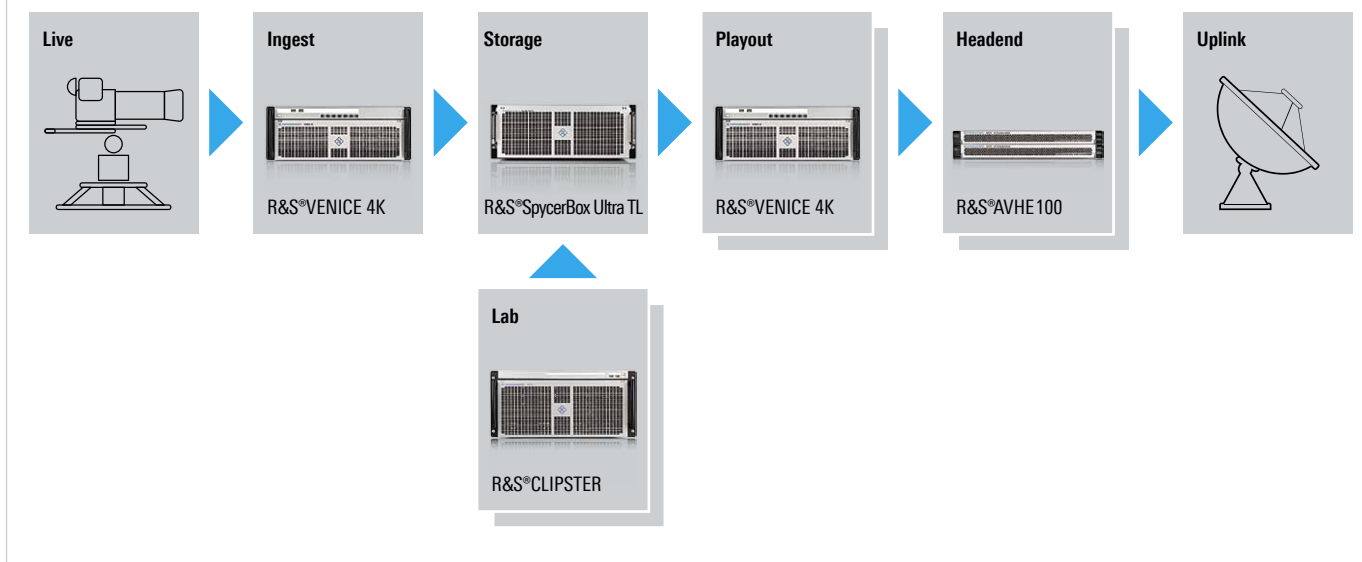 Live
Ingest
Storage
Playout
Headend
Uplink
R&S®VENICE 4K
R&S®SpycerBox Ultra TL
R&S®VENICE 4K
R&S®AVHE100
Lab
R&S®CLIPSTER